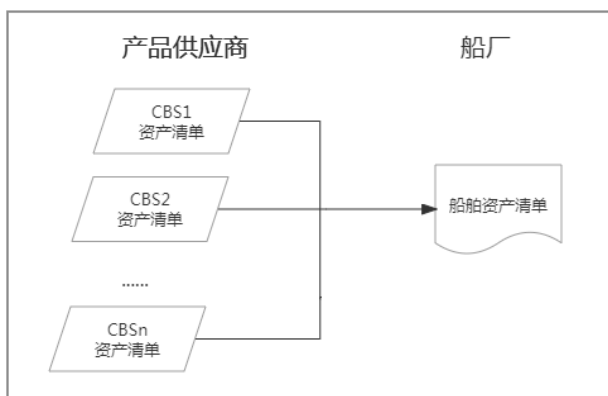 产品供应商
船厂
CBS1
资产清单
CBS2
资产清单
船舶资产清单
......
CBSn
资产清单